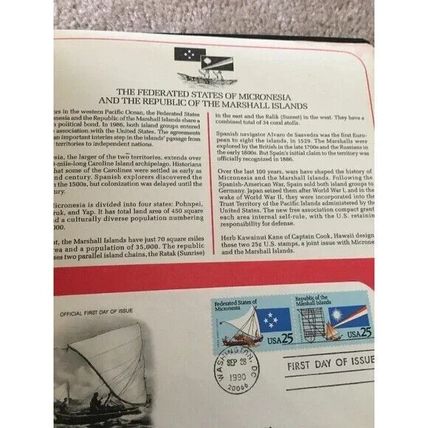 THE FEDERATED STATES OF MICRONESIA
AND THE REPUBLIC OF THE MARSHALL ISLANDS
in the western Pacific Ocean, the Federated States of
and the Republic of the Marshall Islands share a
political bond. In 1986, both island groups entered
association with the United States. The agreements
important interim step in the islands' passage from
territories to independent nations.
the larger of the two territories, extends over
Caroline Island archipelago. Historians
that some of the Carolines were settled as early as
Spanish explorers discovered the
the 1500s, but colonization was delayed until the
Micronesia is divided into four states: Pohnpei,
and Yap. It has total land area of 450 square
a culturally diverse population numbering
the Marshall Islands have just 70 square miles
area and a population of 35,000. The republic
two parallel island chains, the Ratak (Sunrise)
in the east and the Ralik (Sunset) in the west. They have a
combined total of 34 coral atolls.
Spanish navigator Alvaro de Saavedra was the first Euro-
pean to sight the islands, in 1529. The Marshalls were
explored by the British in the late 1700s and the Russians in
the early 1800s. But Spain's initial claim to the territory was
officially recognized in 1886.
Over the last 100 years, wars have shaped the history of
Micronesia and the Marshall Islands. Following the
Spanish-American War, Spain sold both island groups to
Germany. Japan seized them after World War I, and in the
wake of World War II, they were incorporated into the
Trust Territory of the Pacific Islands administered by the
United States. The new free association compact grants
each area internal self-rule, with the U.S. retaining
responsibility for defense.
Herb Kawainui Kane of Captain Cook, Hawaii designed
these two 25¢ U.S. stamps, a joint issue with Micronesia
and the Marshall Islands.
OFFICIAL FIRST DAY OF ISSUE
Federated States of
Micronesia
USA 25
Republic of the
Marshall Islands
USA 25
WASHINGTON, DC
SEP 28
1990
20066
FIRST DAY OF ISSUE